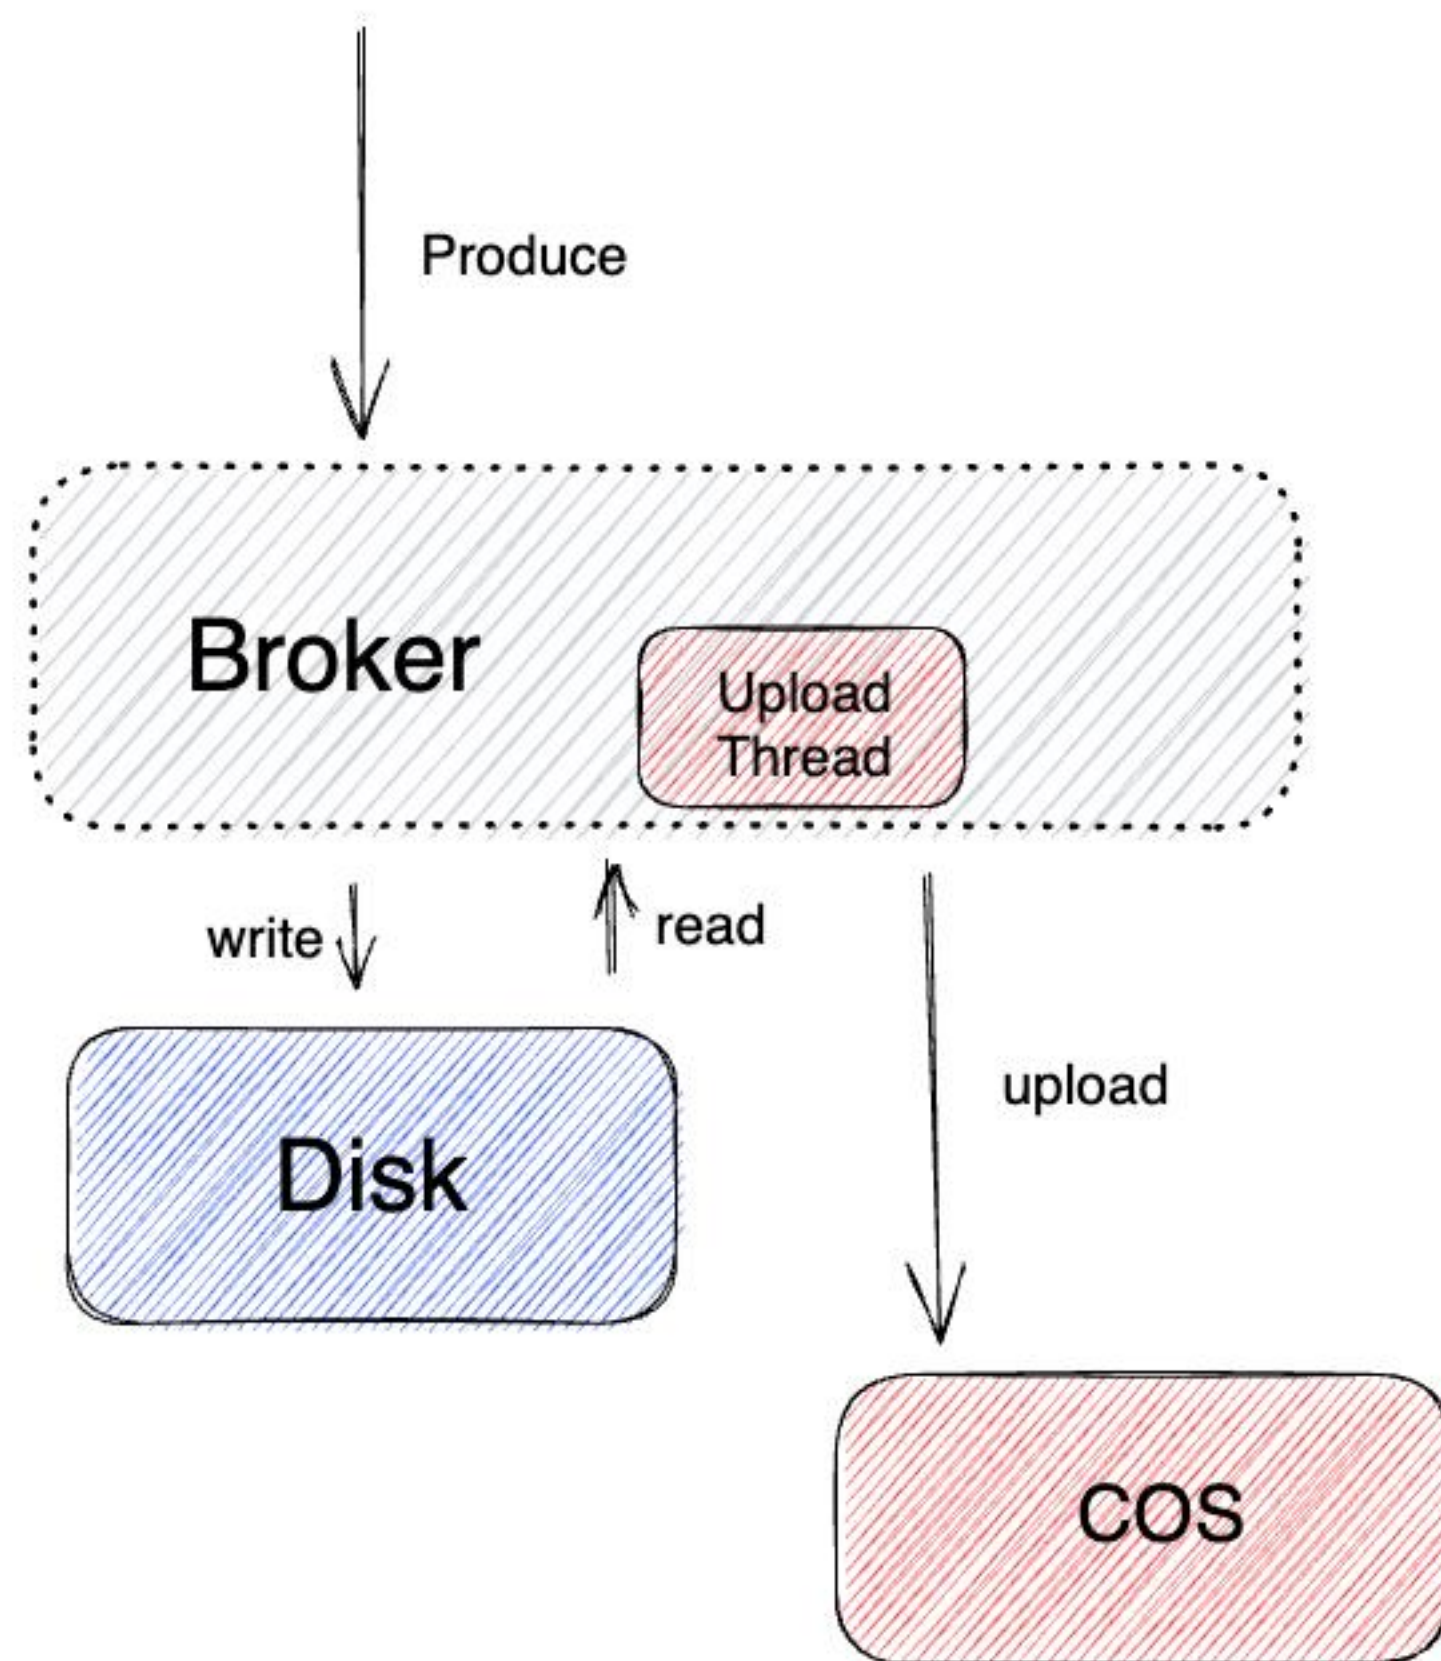 Produce
Broker
Upload
Thread
write
read
Disk
upload
COS